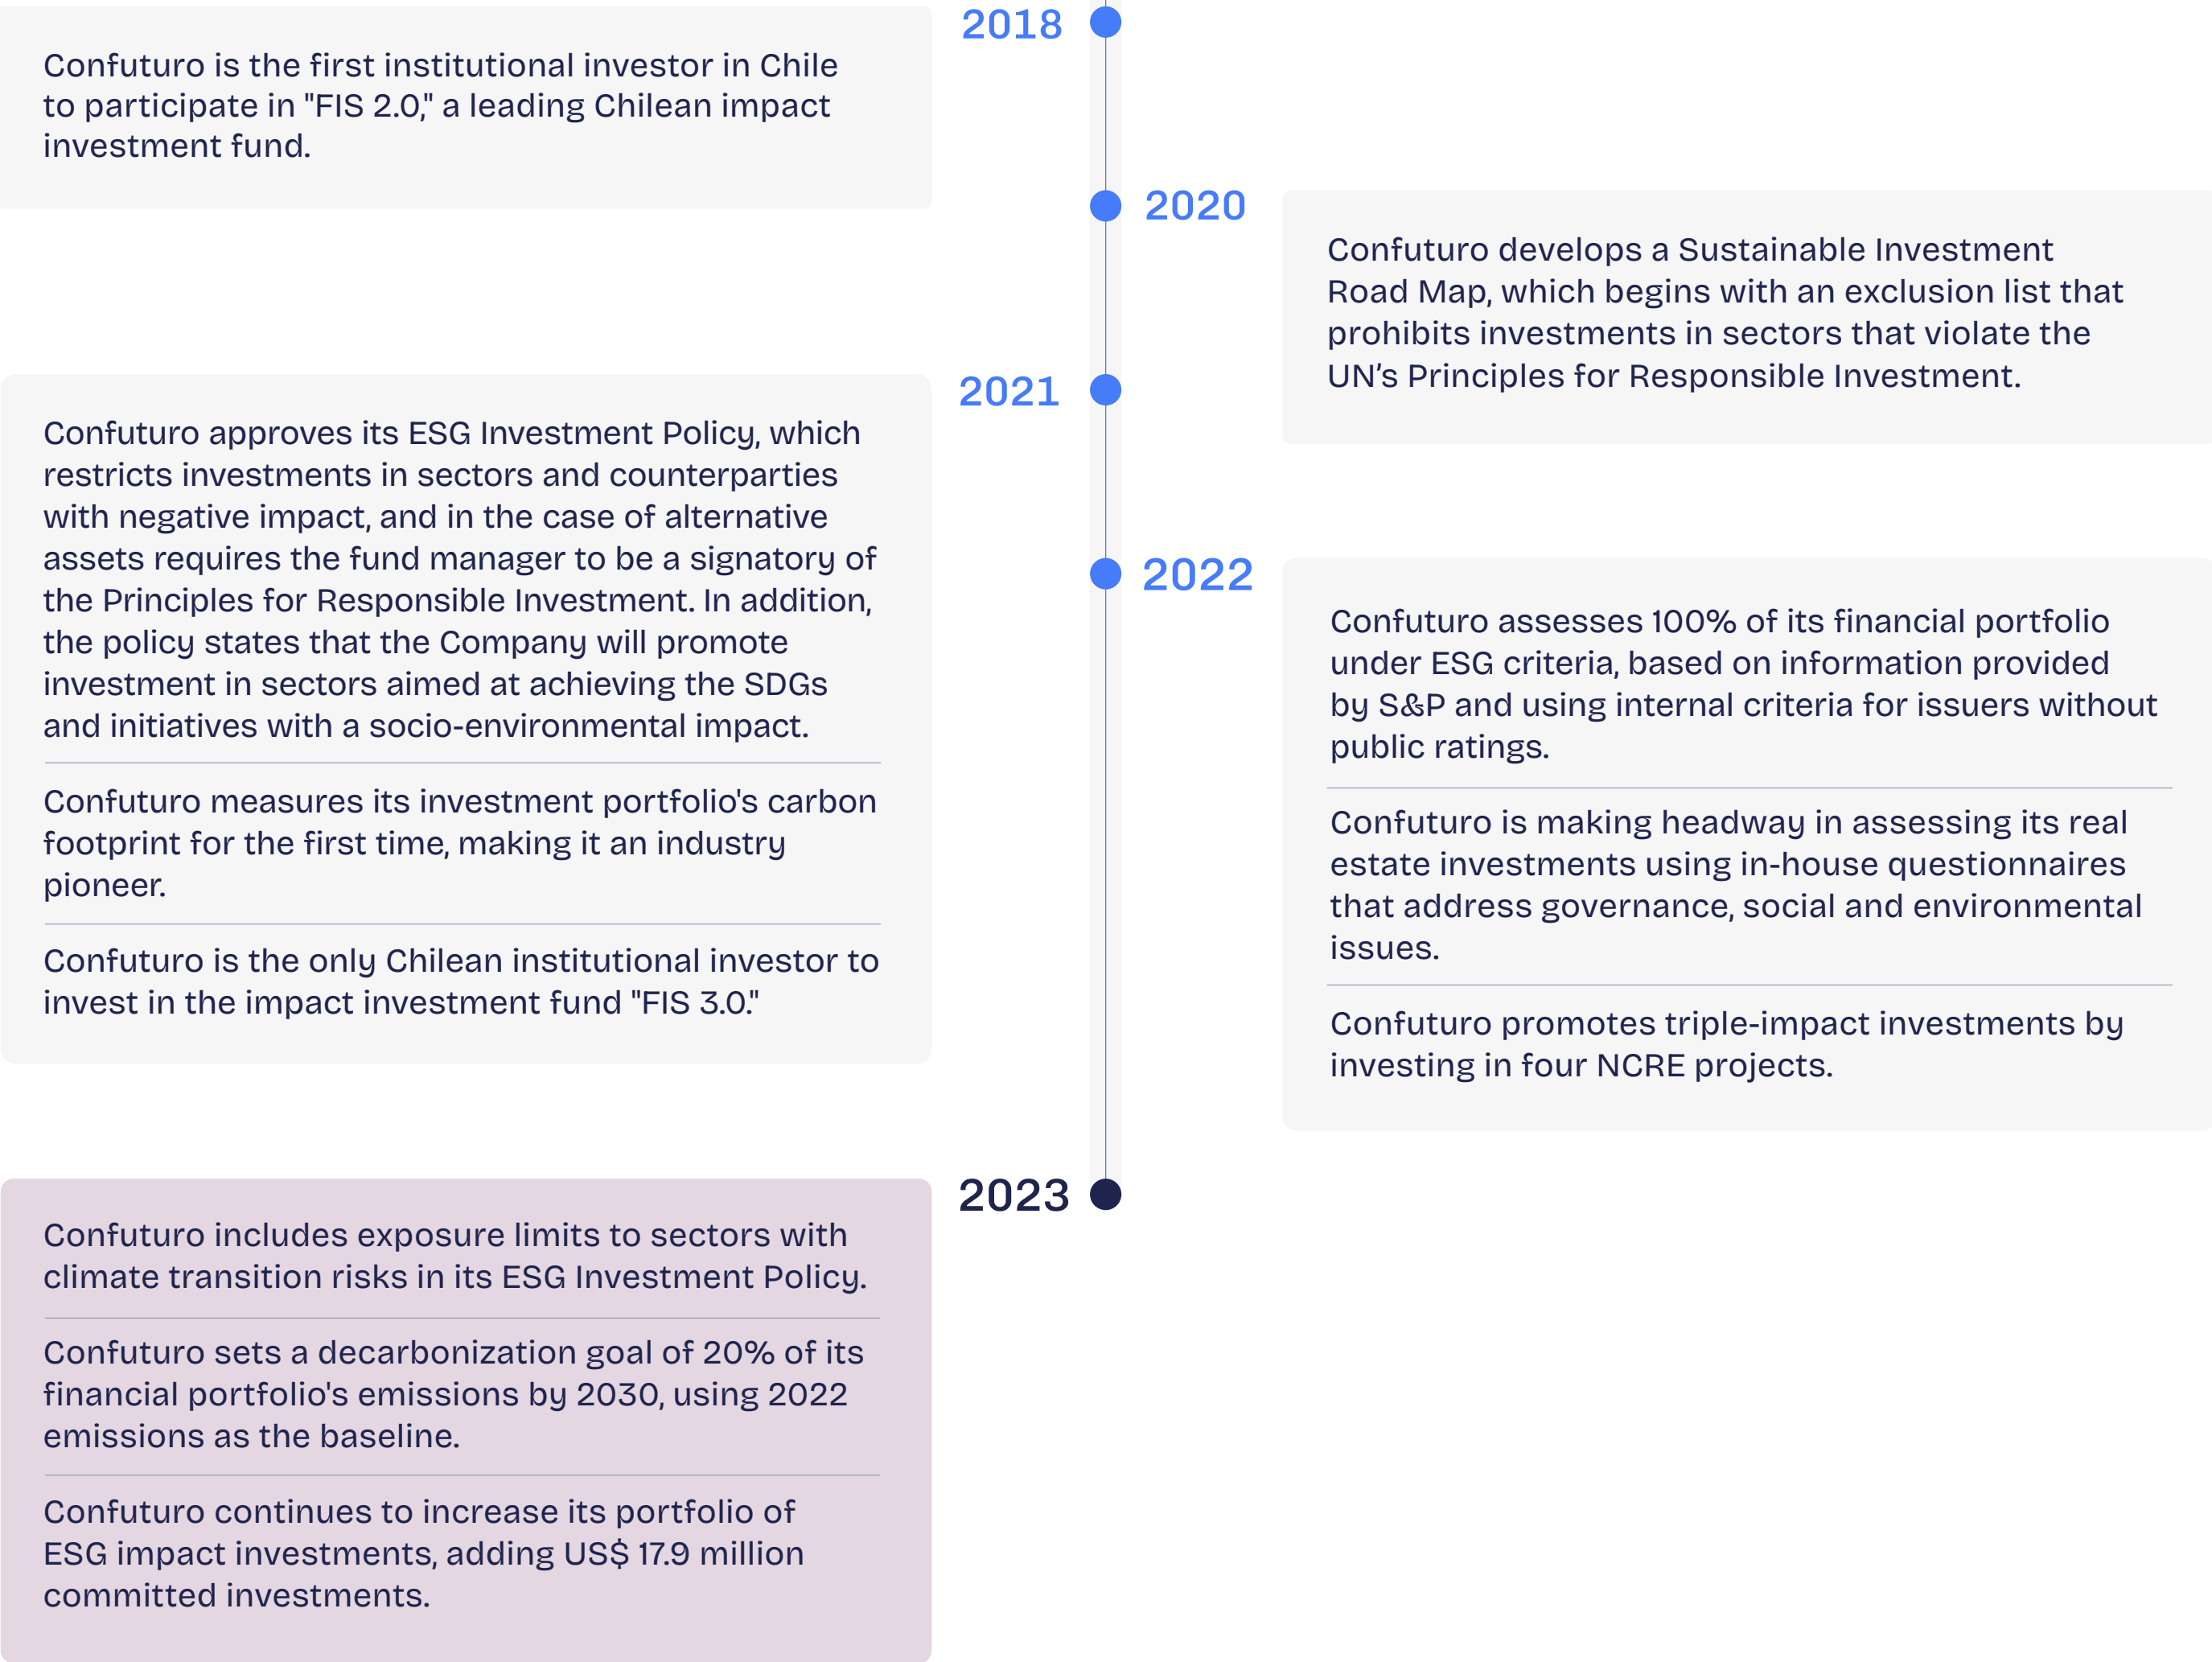 2018
Confuturo is the first institutional investor in Chile
to participate in "FIS 2.0," a leading Chilean impact
investment fund.
2020
Confuturo develops a Sustainable Investment
Road Map, which begins with an exclusion list that
prohibits investments in sectors that violate the
UN’s Principles for Responsible Investment.
2021
Confuturo approves its ESG Investment Policy, which
restricts investments in sectors and counterparties
with negative impact, and in the case of alternative
assets requires the fund manager to be a signatory of
the Principles for Responsible Investment. In addition,
the policy states that the Company will promote
investment in sectors aimed at achieving the SDGs
and initiatives with a socio-environmental impact.
Confuturo measures its investment portfolio's carbon
footprint for the first time, making it an industry
pioneer.
Confuturo is the only Chilean institutional investor to
invest in the impact investment fund "FIS 3.0."
2022
Confuturo assesses 100% of its financial portfolio
under ESG criteria, based on information provided
by S&P and using internal criteria for issuers without
public ratings.
Confuturo is making headway in assessing its real
estate investments using in-house questionnaires
that address governance, social and environmental
issues.
Confuturo promotes triple-impact investments by
investing in four NCRE projects.
2023
Confuturo includes exposure limits to sectors with
climate transition risks in its ESG Investment Policy.
Confuturo sets a decarbonization goal of 20% of its
financial portfolio's emissions by 2030, using 2022
emissions as the baseline.
Confuturo continues to increase its portfolio of
ESG impact investments, adding US$ 17.9 million
committed investments.